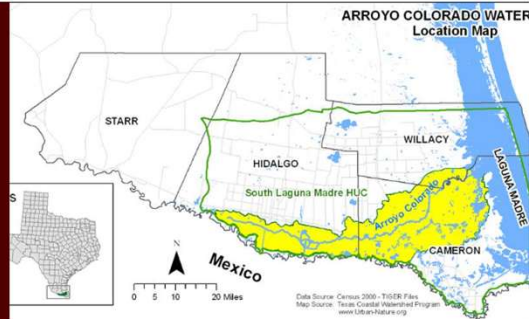 ARROYO COLORADO WATER
Location Map
STARR
WILLACY
HIDALGO
South Laguna Madre HUC
LAGUNA MADRE
Arroyo Colorado
CAMERON
S
N
Mexico
0 5 10 20 Miles
Data Source: Census 2000 - TIGER Files
Map Source: Texas Coastal Watershed Program
www.Urban-Nature.org